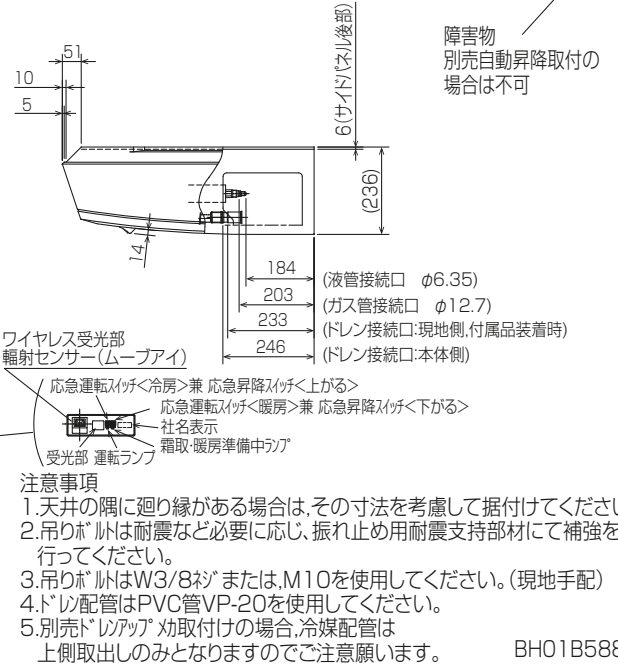 障害物
別売自動昇降取付の
場合は不可
51
10
5
6(サイドパネル後部)
(236)
14
184 (液管接続口 φ6.35)
203 (ガス管接続口 φ12.7)
233 (ドレン接続口:現地側,付属品装着時)
246 (ドレン接続口:本体側)
ワイヤレス受光部
輻射センサー(ムーブアイ)
応急運転スイッチ<冷房>兼 応急昇降スイッチ<上がる>
応急運転スイッチ<暖房>兼 応急昇降スイッチ<下がる>
社名表示
霜取・暖房準備中ランプ
受光部 運転ランプ
注意事項
1.天井の隅に廻り縁がある場合は,その寸法を考慮して据付けてください
2.吊りボルトは耐震など必要に応じ、振れ止め用耐震支持部材にて補強を
行ってください。
3.吊りボルトはW3/8ネジまたは,M10を使用してください。(現地手配)
4.ドレン配管はPVC管VP-20を使用してください。
5.別売ドレンアップメカ取付けの場合,冷媒配管は
上側取出しのみとなりますのでご注意願います。
BH01B588